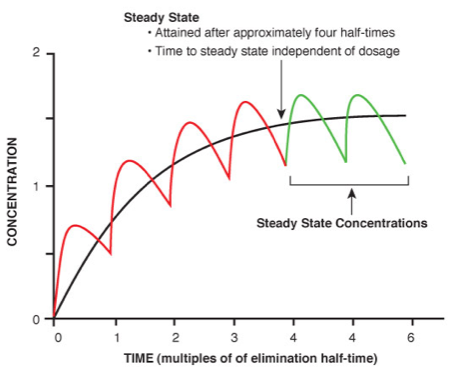 Steady State
• Attained after approximately four half-times
• Time to steady state independent of dosage
2
1
0
CONCENTRATION
Steady State Concentrations
0 1 2 3 4 4 6
TIME (multiples of of elimination half-time)